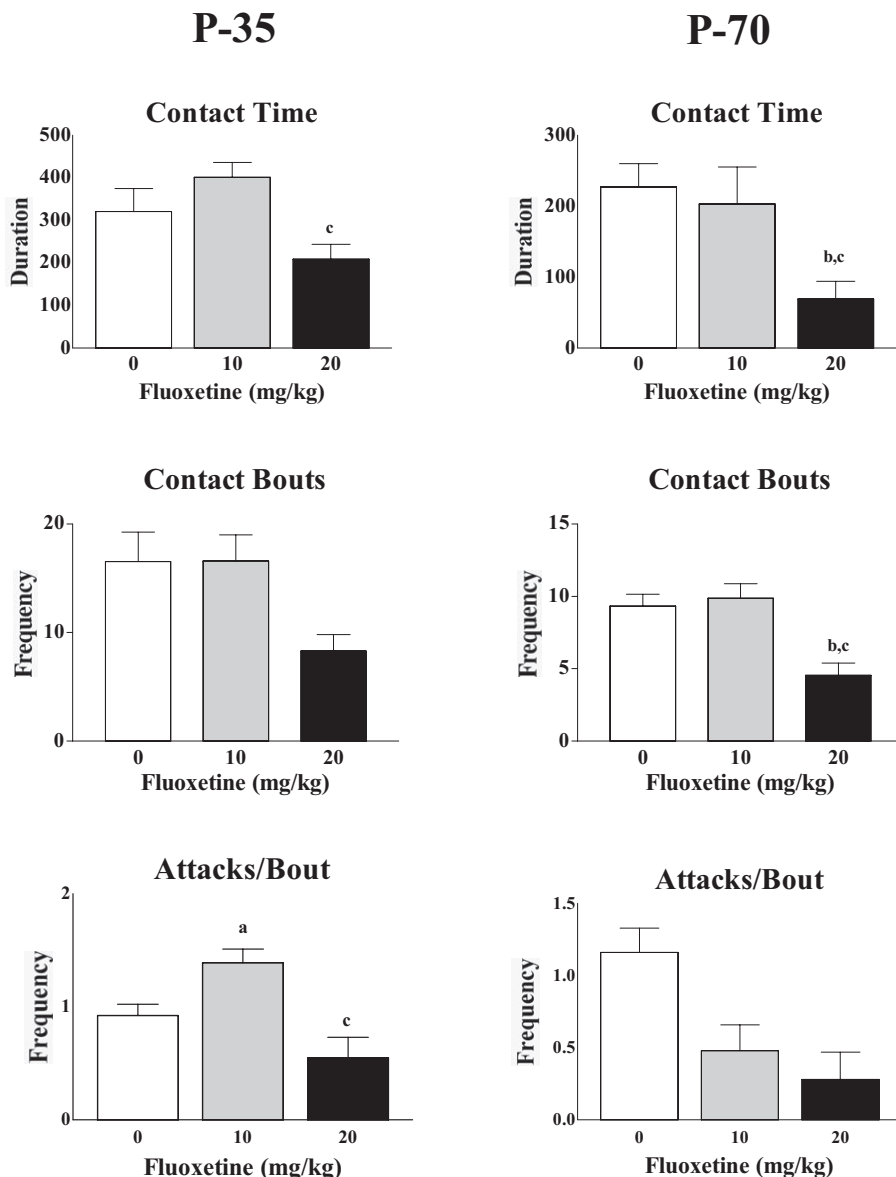 P-35
P-70
Contact Time
500
400
300
200
100
0
Duration
c
0 10 20
Fluoxetine (mg/kg)
Contact Time
300
200
100
0
Duration
b,c
0 10 20
Fluoxetine (mg/kg)
Contact Bouts
20
10
0
Frequency
0 10 20
Fluoxetine (mg/kg)
Contact Bouts
15
10
5
0
Frequency
b,c
0 10 20
Fluoxetine (mg/kg)
Attacks/Bout
2
1
0
Frequency
a
c
0 10 20
Fluoxetine (mg/kg)
Attacks/Bout
1.5
1.0
0.5
0.0
Frequency
0 10 20
Fluoxetine (mg/kg)